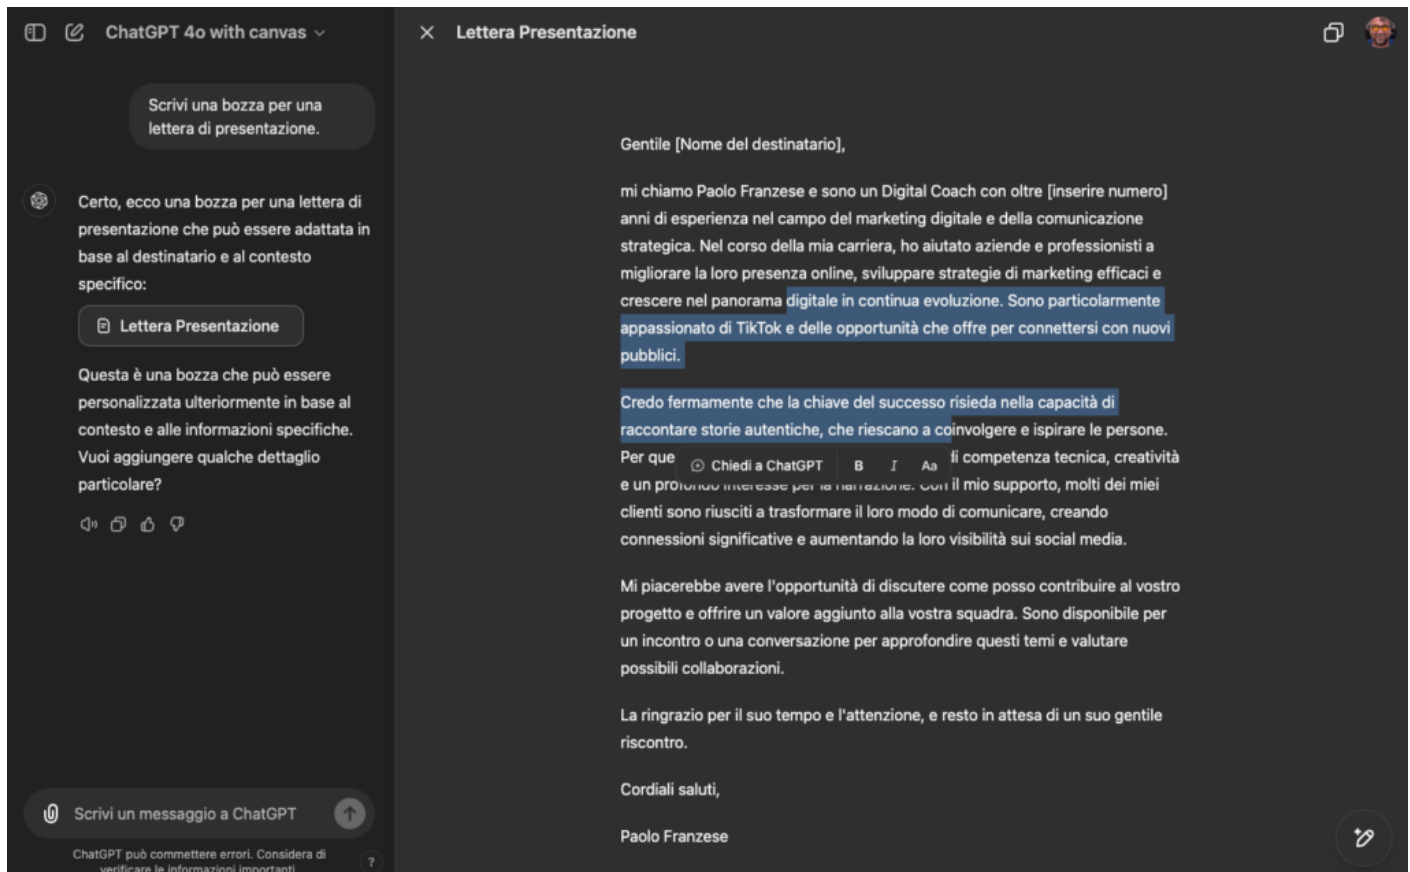 ChatGPT 4o with canvas
Scrivi una bozza per una
lettera di presentazione.
Certo, ecco una bozza per una lettera di
presentazione che può essere adattata in
base al destinatario e al contesto
specifico:
Lettera Presentazione
Questa è una bozza che può essere
personalizzata ulteriormente in base al
contesto e alle informazioni specifiche.
Vuoi aggiungere qualche dettaglio
particolare?
Scrivi un messaggio a ChatGPT
ChatGPT può commettere errori. Considera di
verificare le informazioni importanti
?
Lettera Presentazione
Gentile [Nome del destinatario],
mi chiamo Paolo Franzese e sono un Digital Coach con oltre [inserire numero]
anni di esperienza nel campo del marketing digitale e della comunicazione
strategica. Nel corso della mia carriera, ho aiutato aziende e professionisti a
migliorare la loro presenza online, sviluppare strategie di marketing efficaci e
crescere nel panorama digitale in continua evoluzione. Sono particolarmente
appassionato di TikTok e delle opportunità che offre per connettersi con nuovi
pubblici.
Credo fermamente che la chiave del successo risieda nella capacità di
raccontare storie autentiche, che riescano a coinvolgere e ispirare le persone.
Per que
Chiedi a ChatGPT B I Aa
di competenza tecnica, creatività
e un profondo interesse per la narrazione. Con il mio supporto, molti dei miei
clienti sono riusciti a trasformare il loro modo di comunicare, creando
connessioni significative e aumentando la loro visibilità sui social media.
Mi piacerebbe avere l'opportunità di discutere come posso contribuire al vostro
progetto e offrire un valore aggiunto alla vostra squadra. Sono disponibile per
un incontro o una conversazione per approfondire questi temi e valutare
possibili collaborazioni.
La ringrazio per il suo tempo e l'attenzione, e resto in attesa di un suo gentile
riscontro.
Cordiali saluti,
Paolo Franzese